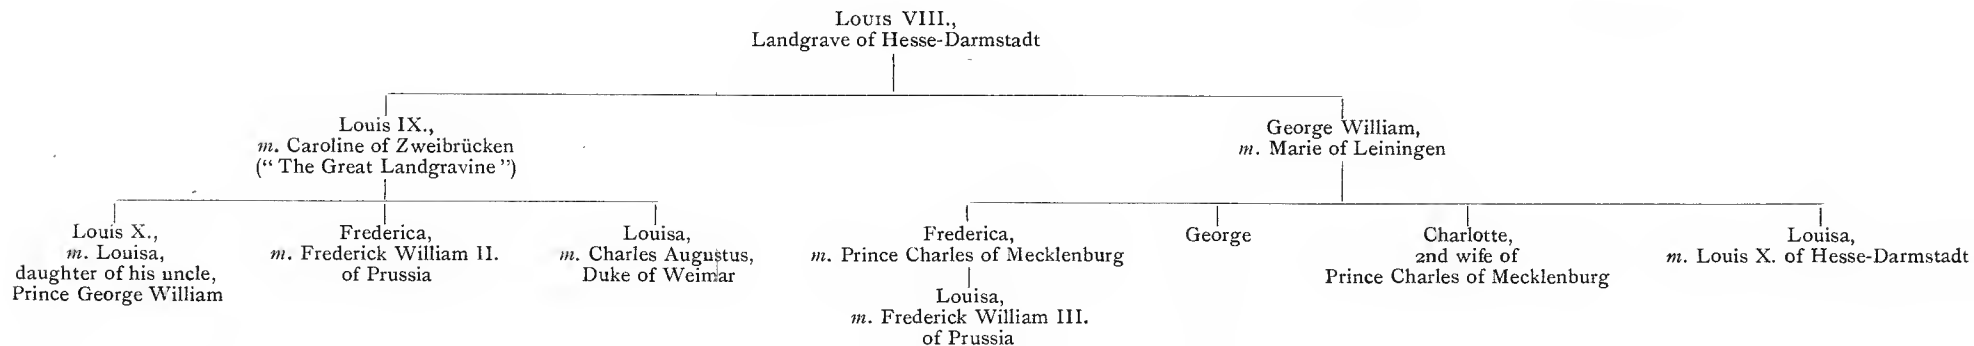 Louis VIII.,
Landgrave of Hesse-Darmstadt
Louis IX.,
m. Caroline of Zweibrücken
(“ The Great Landgravine ”)
George William,
m. Marie of Leiningen
Louis X.,
m. Louisa,
daughter of his uncle,
Prince George William
Frederica,
m. Frederick William II.
of Prussia
Louisa,
m. Charles Augustus,
Duke of Weimar
Frederica,
m. Prince Charles of Mecklenburg
Louisa,
m. Frederick William III.
of Prussia
George
Charlotte,
2nd wife of
Prince Charles of Mecklenburg
Louisa,
m. Louis X. of Hesse-Darmstadt